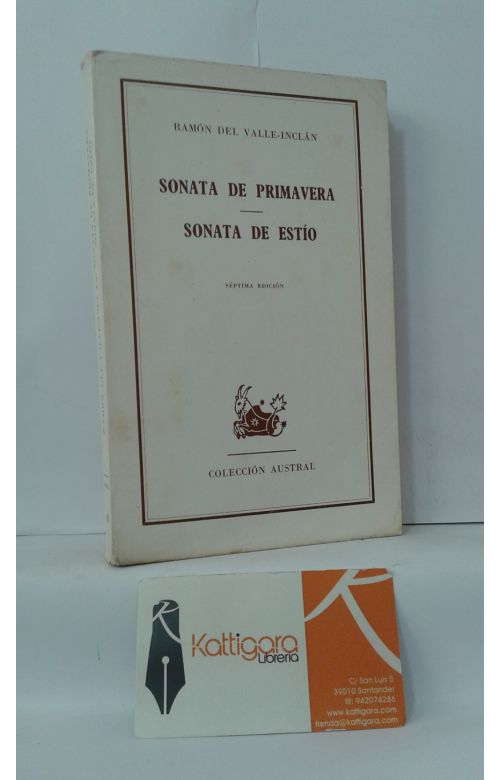 RAMÓN DEL VALLE-INCLÁN
SONATA DE PRIMAVERA
SONATA DE ESTÍO
SÉPTIMA EDICIÓN
COLECCIÓN AUSTRAL
Kattigara
Librería
C/ San Luis 5
39010 Santander
tlf: 942074286
www.kattigara.com
tienda@kattigara.com